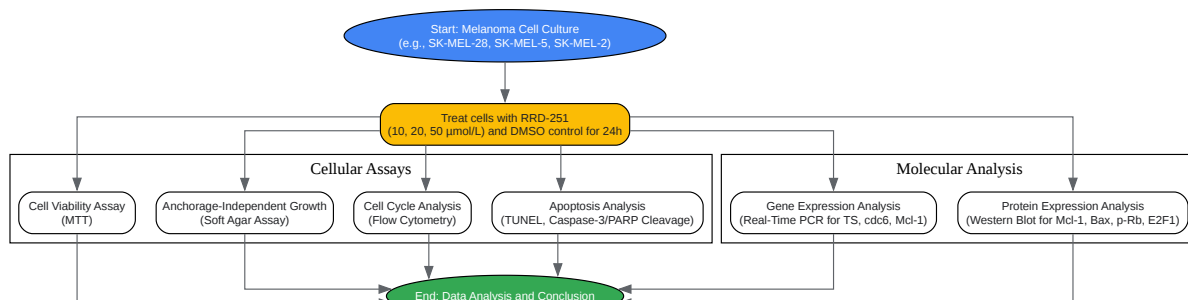 Start: Melanoma Cell Culture
(e.g., SK-MEL-28, SK-MEL-5, SK-MEL-2)
Treat cells with RRD-251
(10, 20, 50 µmol/L) and DMSO control for 24h
Cellular Assays
Cell Viability Assay
(MTT)
Anchorage-Independent Growth
(Soft Agar Assay)
Cell Cycle Analysis
(Flow Cytometry)
Apoptosis Analysis
(TUNEL, Caspase-3/PARP Cleavage)
Molecular Analysis
Gene Expression Analysis
(Real-Time PCR for TS, cdc6, Mcl-1)
Protein Expression Analysis
(Western Blot for Mcl-1, Bax, p-Rb, E2F1)
End: Data Analysis and Conclusion